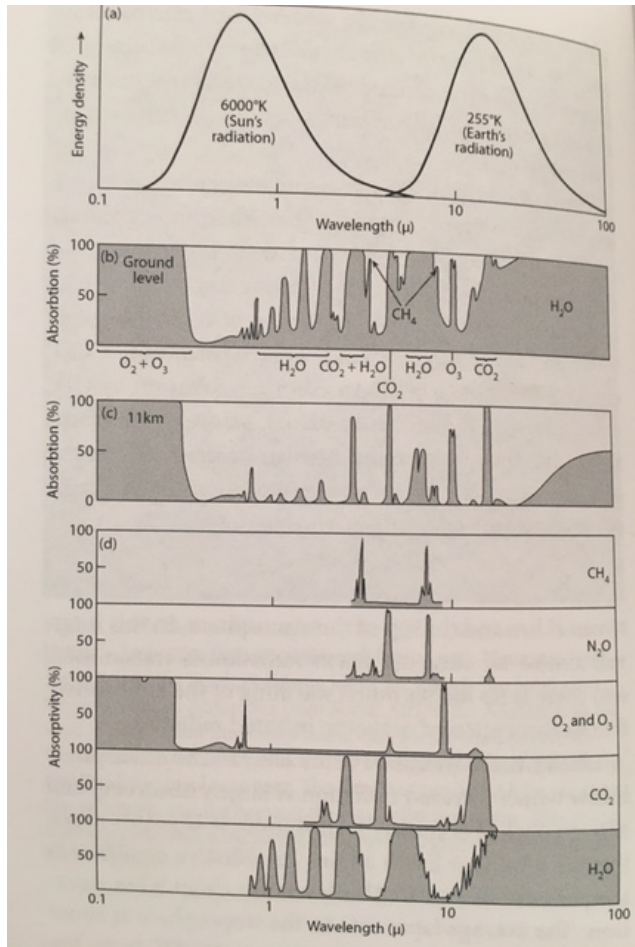 (a)
Energy density →
6000°K
(Sun's
radiation)
255°K
(Earth's
radiation)
0.1 1 10 100
Wavelength (μ)
(b) Ground
level
Absorbtion (%)
100
50
0
CH₄
H₂O
O₂ + O₃ H₂O CO₂ + H₂O H₂O O₃ CO₂
CO₂
(c) 11km
Absorbtion (%)
100
50
0
(d)
Absorptivity (%)
100
50
CH₄
100
50
N₂O
100
50
O₂ and O₃
100
50
CO₂
100
50
H₂O
0.1 1 10 100
Wavelength (μ)